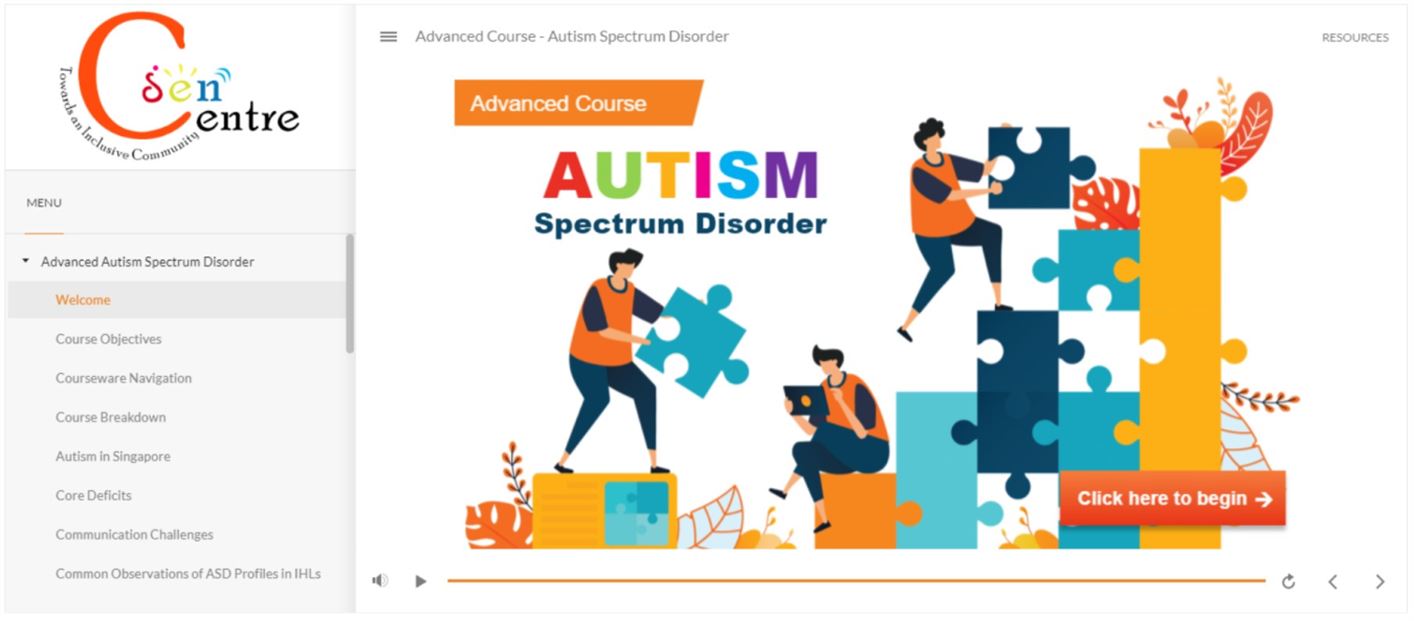 Csen
Centre
Towards an Inclusive Community
MENU
Advanced Autism Spectrum Disorder
Welcome
Course Objectives
Courseware Navigation
Course Breakdown
Autism in Singapore
Core Deficits
Communication Challenges
Common Observations of ASD Profiles in IHLs
Advanced Course - Autism Spectrum Disorder
RESOURCES
Advanced Course
AUTISM
Spectrum Disorder
Click here to begin →